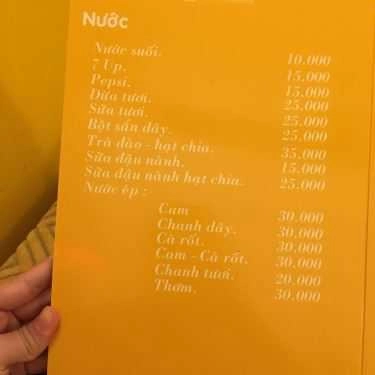 Nước
Nước suối. 10.000
7 Up. 15.000
Pepsi. 15.000
Dừa tươi. 25.000
Sữa tươi. 25.000
Bột sắn dây. 25.000
Trà đào - hạt chia. 35.000
Sữa đậu nành. 15.000
Sữa đậu nành hạt chia. 25.000
Nước ép :
Cam 30.000
Chanh dây. 30.000
Cà rốt. 30.000
Cam - Cà rốt. 30.000
Chanh tươi. 20.000
Thơm. 30.000